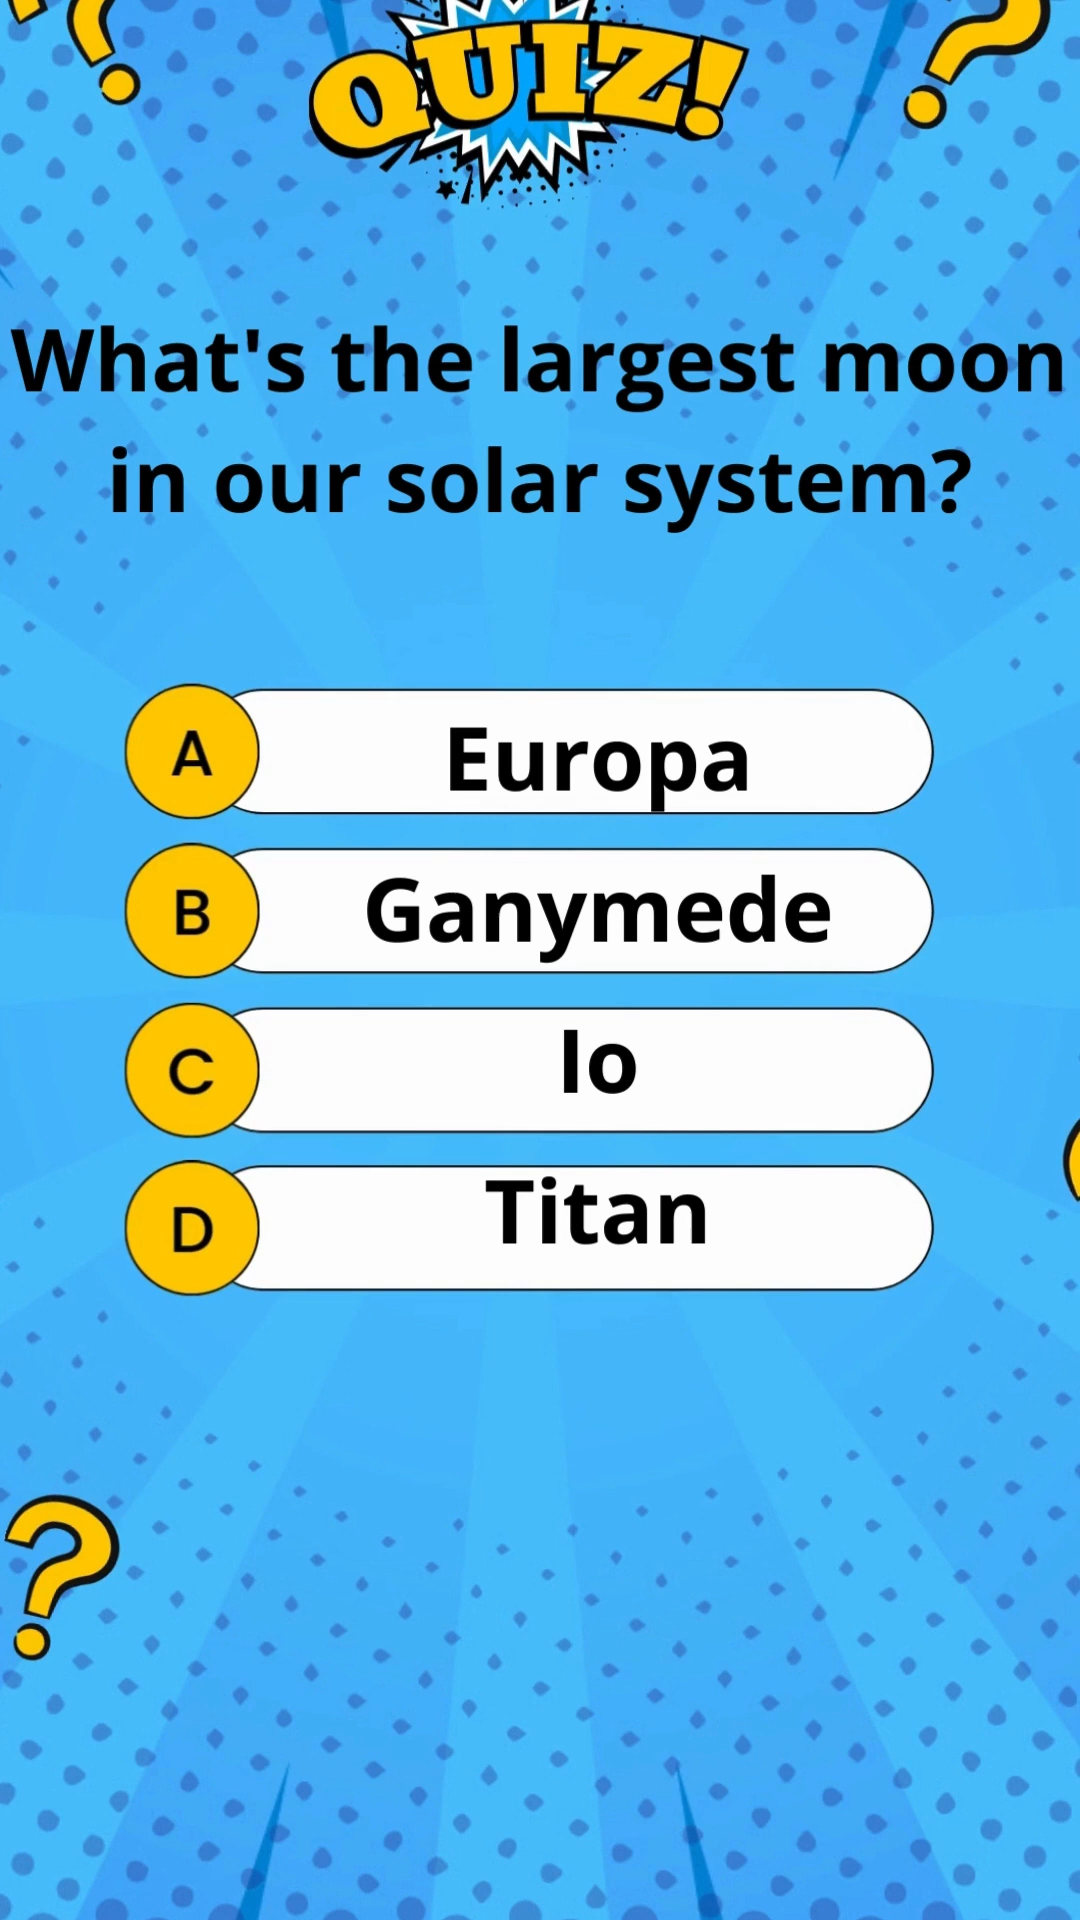 QUIZ!
What's the largest moon
in our solar system?
A Europa
B Ganymede
C Io
D Titan